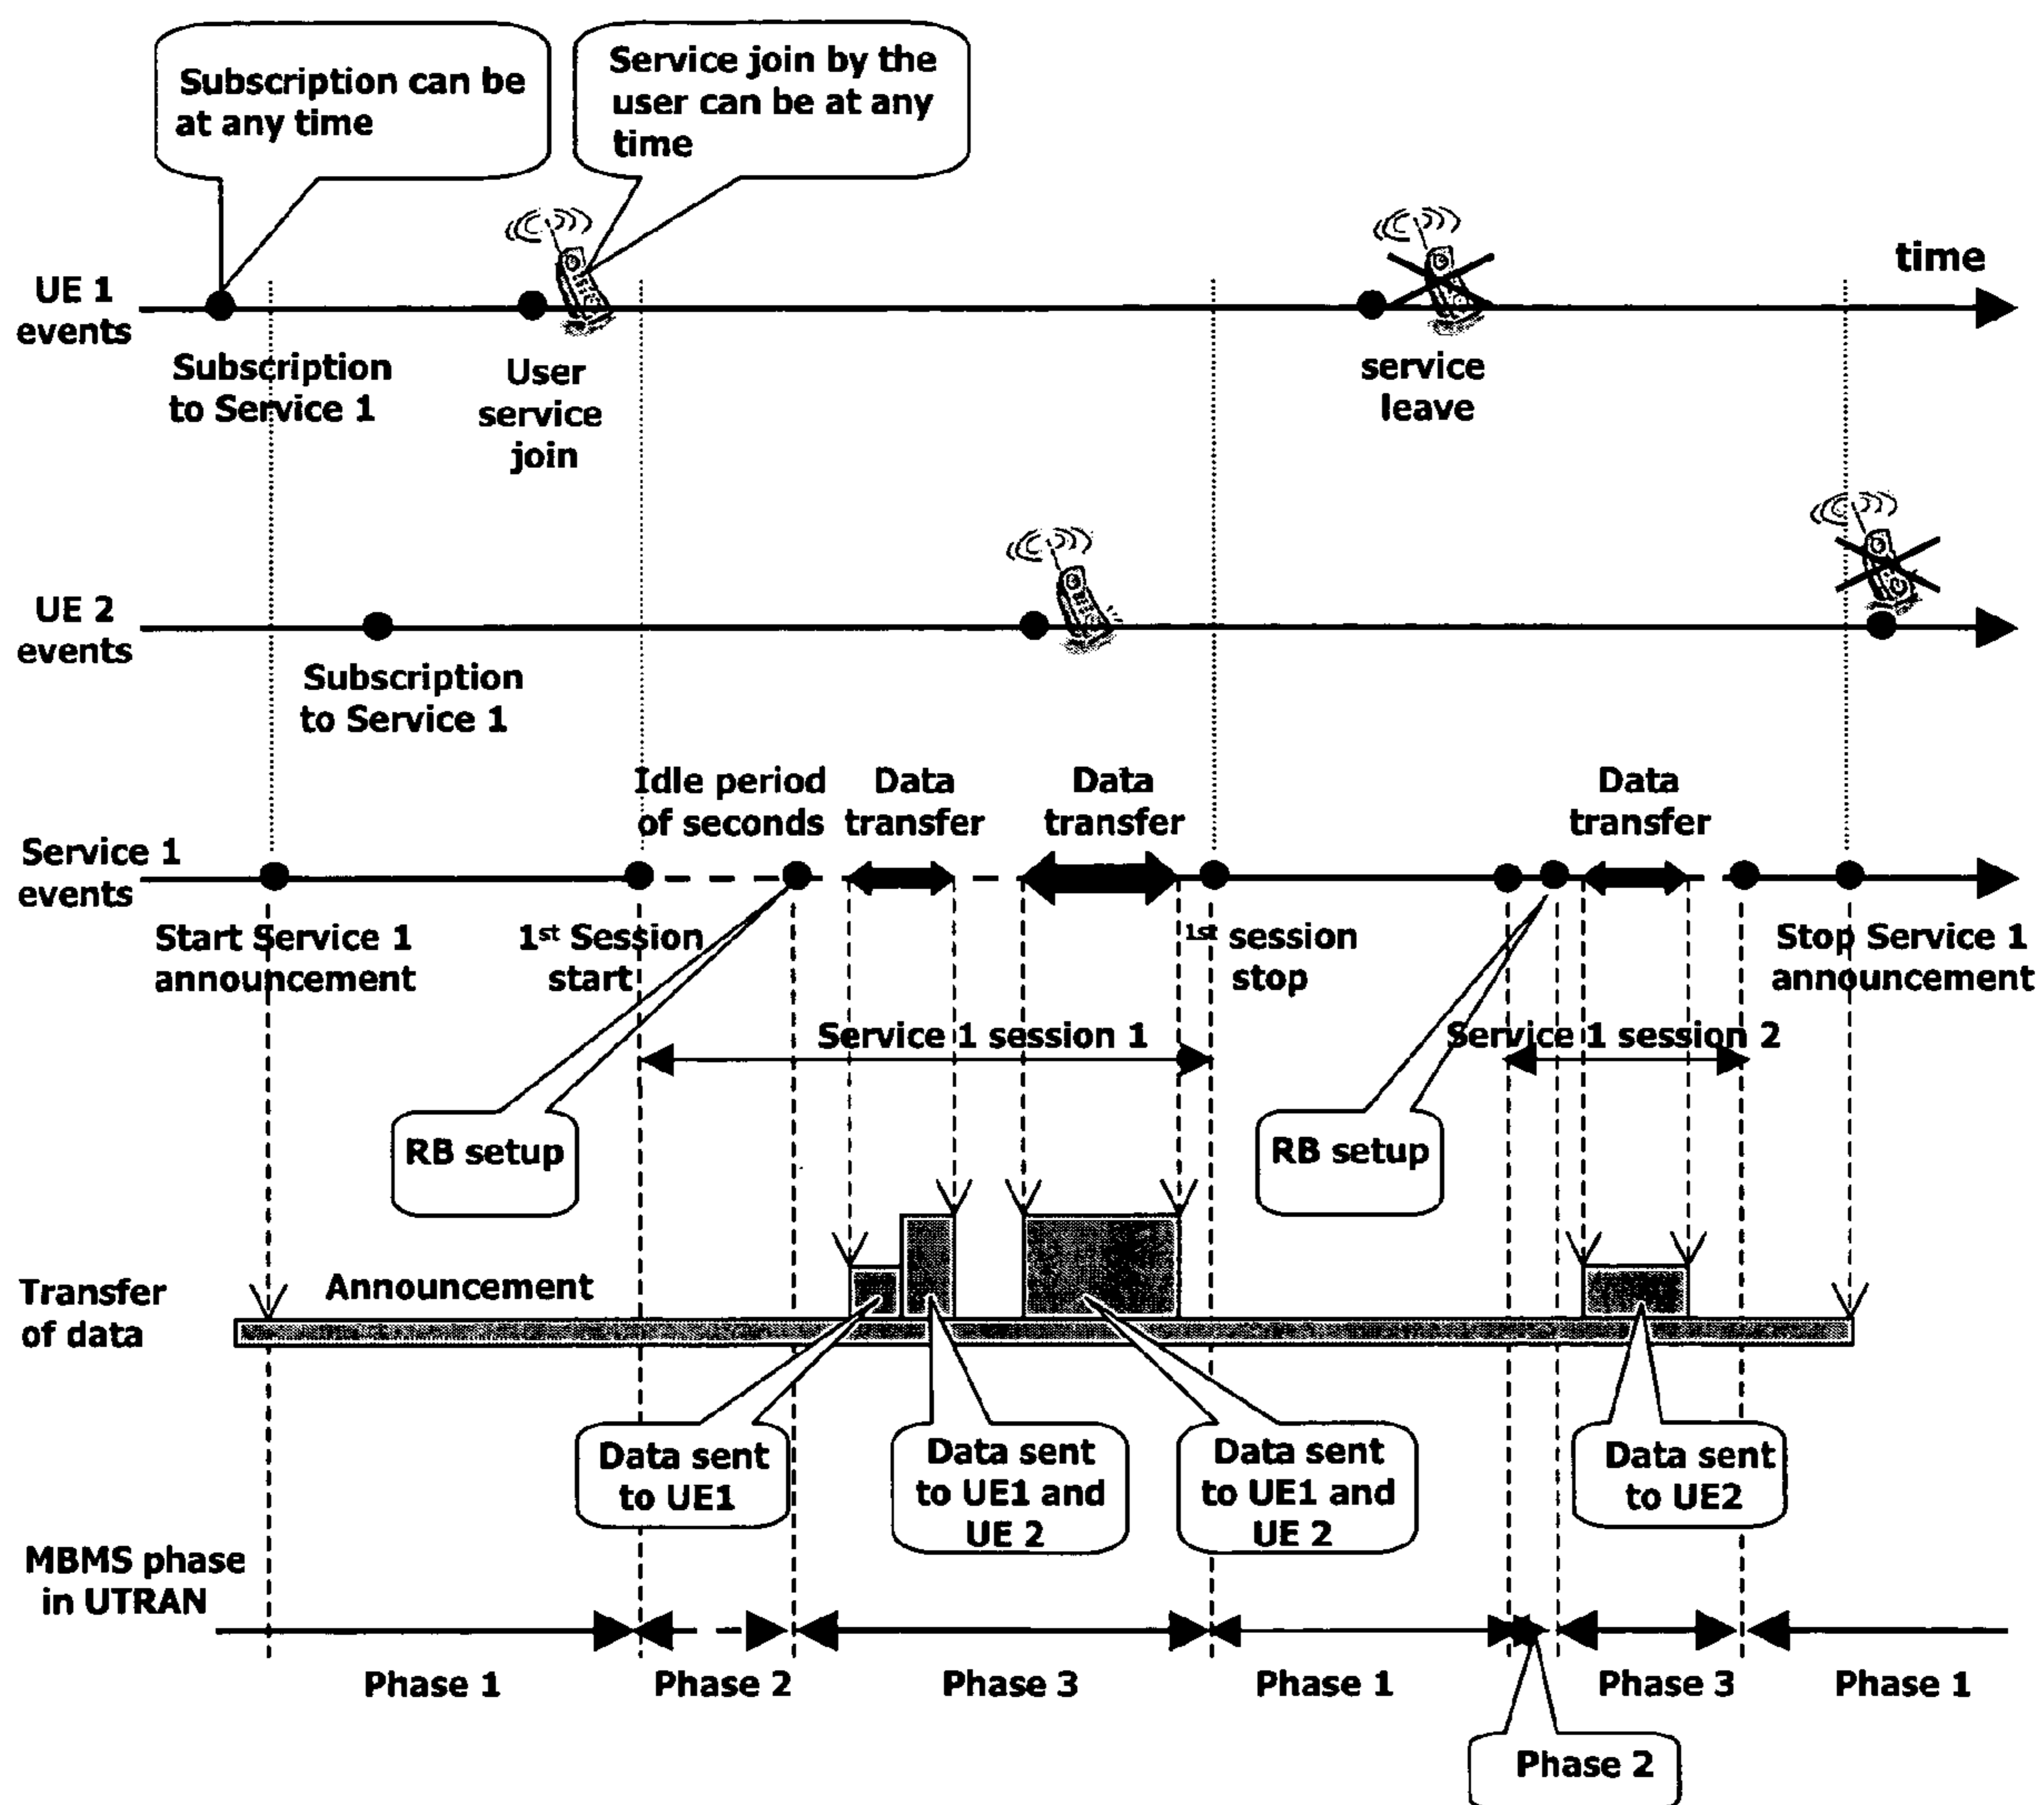 Subscription can be
at any time
Service join by the
user can be at any
time
time
UE 1
events
Subscription
to Service 1
User
service
join
service
leave
UE 2
events
Subscription
to Service 1
Idle period
of seconds
Data
transfer
Data
transfer
Data
transfer
Service 1
events
Start Service 1
announcement
1st Session
start
1st session
stop
Stop Service 1
announcement
Service 1 session 1
Service 1 session 2
RB setup
RB setup
Transfer
of data
Announcement
Data sent
to UE1
Data sent
to UE1 and
UE 2
Data sent
to UE1 and
UE 2
Data sent
to UE2
MBMS phase
in UTRAN
Phase 1
Phase 2
Phase 3
Phase 1
Phase 3
Phase 1
Phase 2